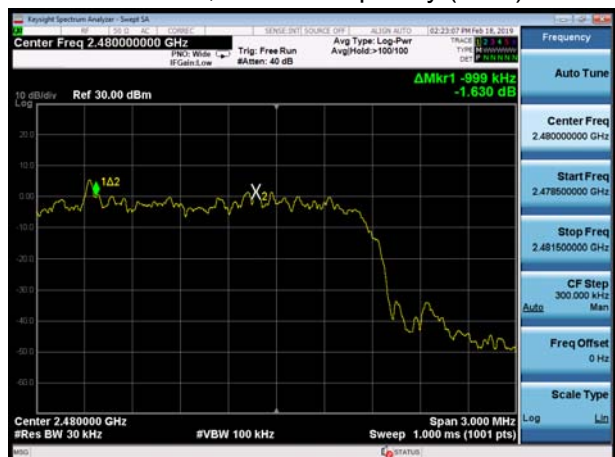 Keysight Spectrum Analyzer - Swept SA
RF 50 Ω AC CORREC SENSE:INT SOURCE OFF ALIGN AUTO 02:23:07 PM Feb 18, 2019
Center Freq 2.480000000 GHz
PNO: Wide
IFGain:Low
Trig: Free Run
#Atten: 40 dB
Avg Type: Log-Pwr
Avg|Hold:>100/100
TRACE 1 2 3 4 5 6
TYPE M
DET P N N N N N
ΔMkr1 -999 kHz
-1.630 dB
10 dB/div Ref 30.00 dBm
Log
20.0
10.0
0.00
-10.0
-20.0
-30.0
-40.0
-50.0
-60.0
1Δ2
X2
Center 2.480000 GHz
Span 3.000 MHz
#Res BW 30 kHz
#VBW 100 kHz
Sweep 1.000 ms (1001 pts)
MSG
STATUS
Frequency
Auto Tune
Center Freq
2.480000000 GHz
Start Freq
2.478500000 GHz
Stop Freq
2.481500000 GHz
CF Step
300.000 kHz
Auto Man
Freq Offset
0 Hz
Scale Type
Log Lin